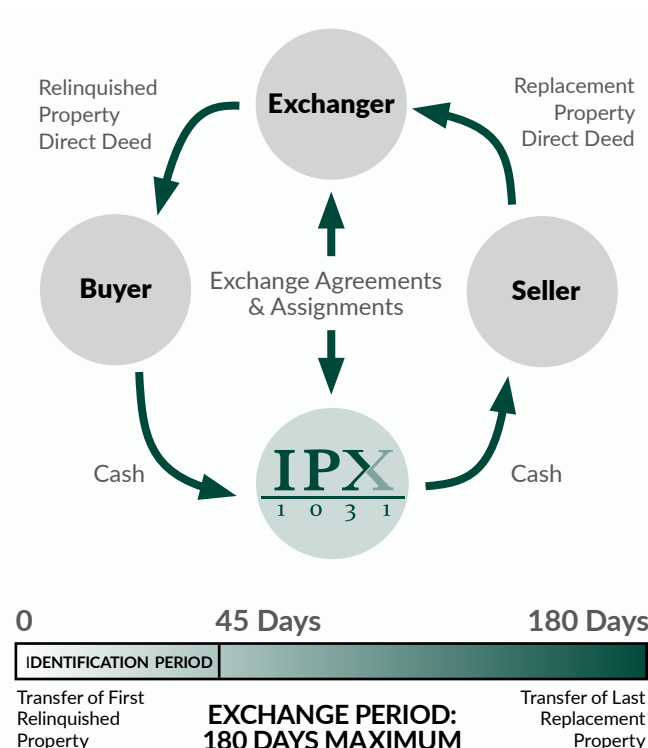 Exchanger
Relinquished
Property
Direct Deed
Replacement
Property
Direct Deed
Buyer
Exchange Agreements
& Assignments
Seller
Cash
IPX
1 0 3 1
Cash
0
45 Days
180 Days
IDENTIFICATION PERIOD
Transfer of First
Relinquished
Property
EXCHANGE PERIOD:
180 DAYS MAXIMUM
Transfer of Last
Replacement
Property